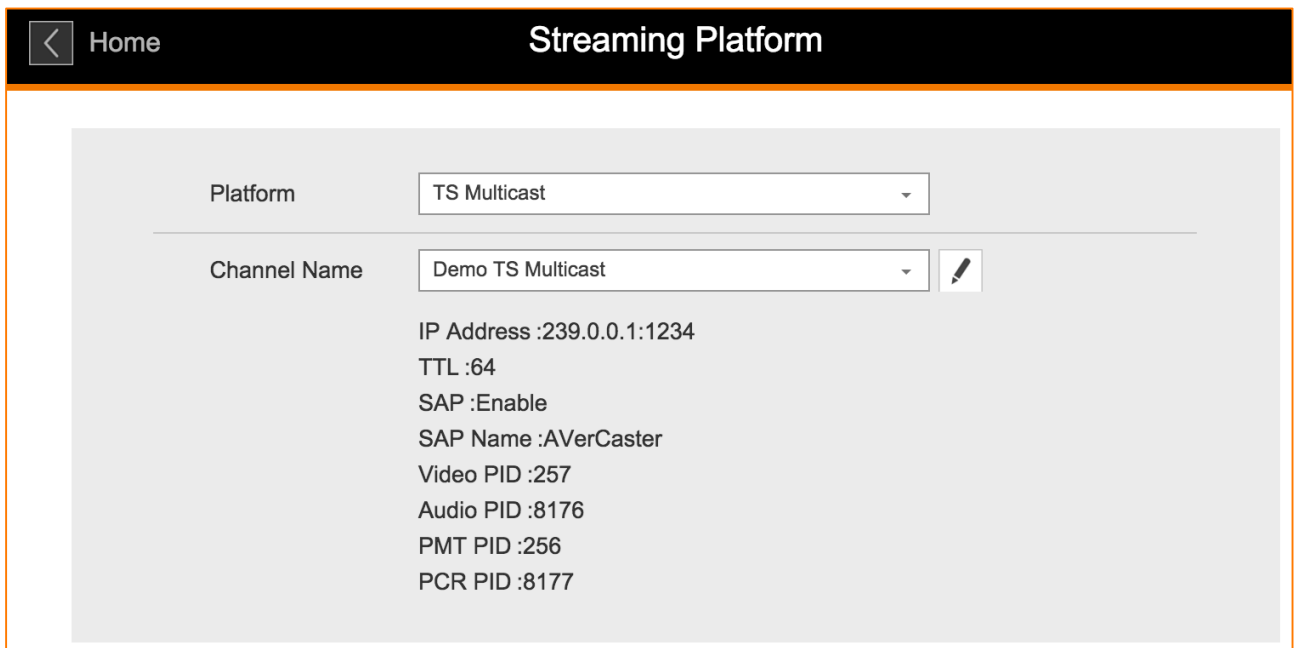 Home
Streaming Platform
Platform
TS Multicast
Channel Name
Demo TS Multicast
IP Address :239.0.0.1:1234
TTL :64
SAP :Enable
SAP Name :AVerCaster
Video PID :257
Audio PID :8176
PMT PID :256
PCR PID :8177